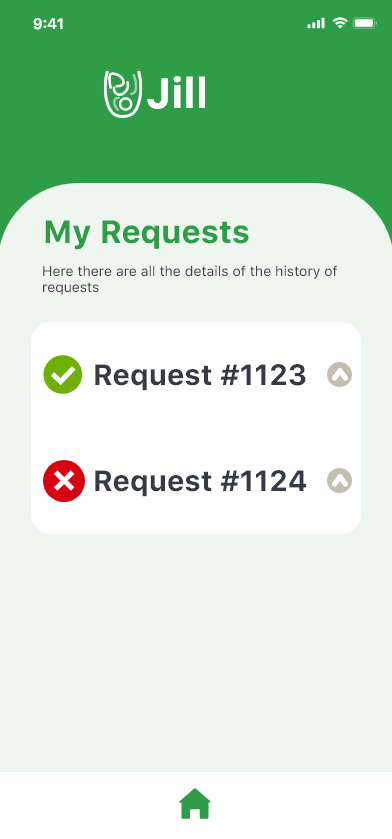 9:41
Jill
My Requests
Here there are all the details of the history of
requests
Request #1123
Request #1124